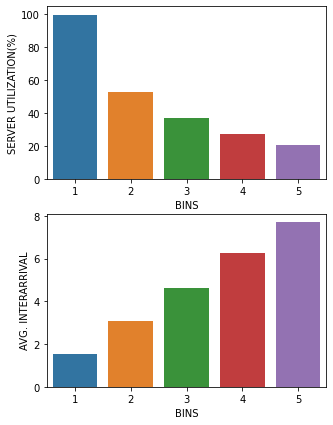 SERVER UTILIZATION(%)
100
80
60
40
20
0
1 2 3 4 5
BINS
AVG. INTERARRIVAL
8
6
4
2
0
1 2 3 4 5
BINS